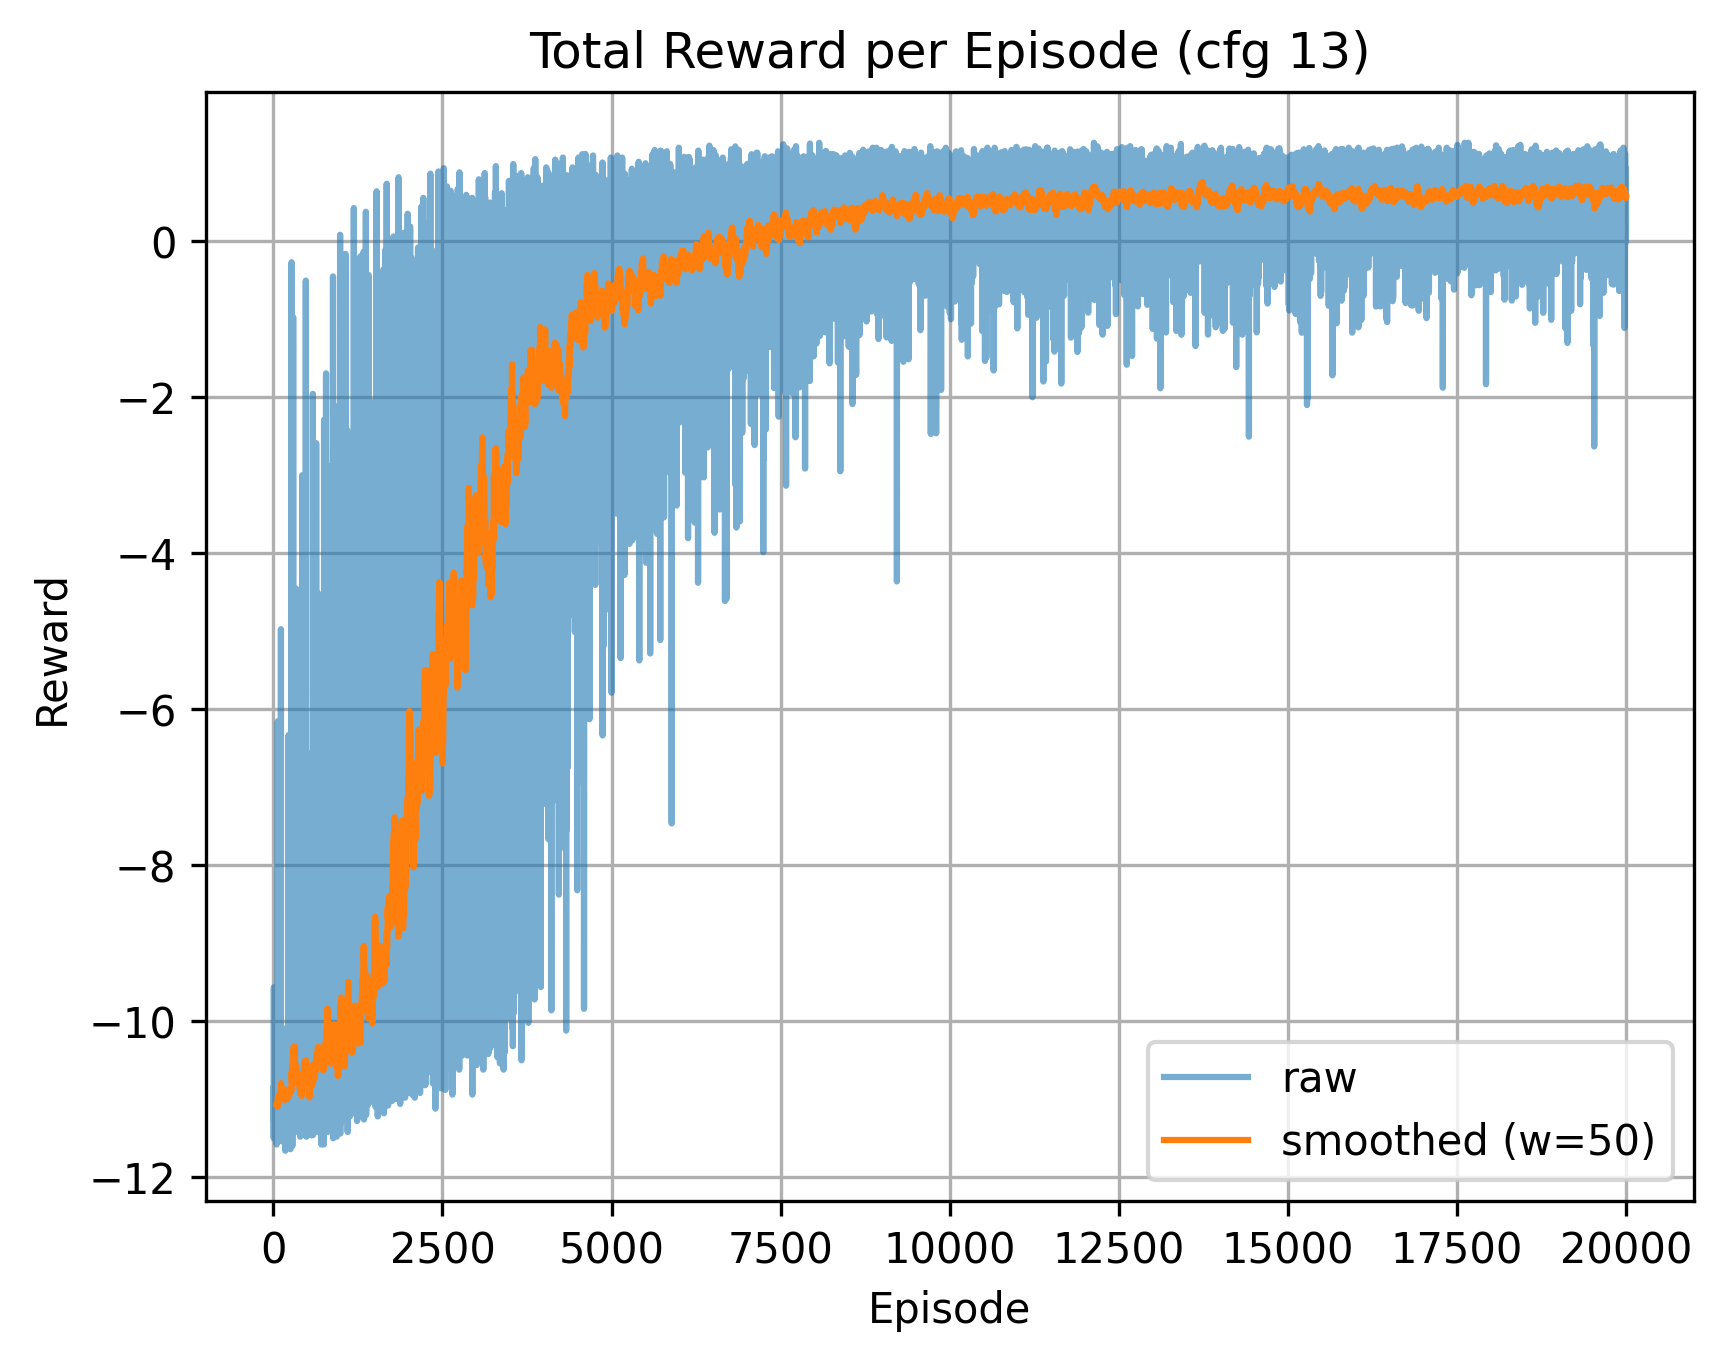 Total Reward per Episode (cfg 13)
Reward
0
−2
−4
−6
−8
−10
−12
raw
smoothed (w=50)
0 2500 5000 7500 10000 12500 15000 17500 20000
Episode